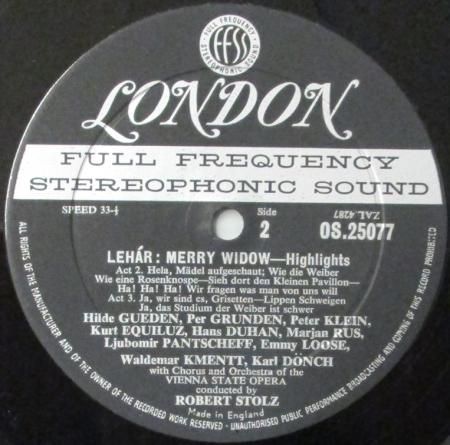 FULL FREQUENCY
STEREOPHONIC SOUND
FFSS
LONDON
FULL FREQUENCY
STEREOPHONIC SOUND
SPEED 33-⅓
Side
2
ZAL 4287
OS.25077
LEHÁR: MERRY WIDOW—Highlights
Act 2. Hela, Mädel aufgeschaut; Wie die Weiber
Wie eine Rosenknospe—Sieh dort den Kleinen Pavilion—
Ha! Ha! Ha! Wir fragen was man von uns will
Act 3. Ja, wir sind es, Grisetten—Lippen Schweigen
Ja, das Studium der Weiber ist schwer
Hilde GUEDEN, Per GRUNDEN, Peter KLEIN,
Kurt EQUILUZ, Hans DUHAN, Marjan RUS,
Ljubomir PANTSCHEFF, Emmy LOOSE,
Waldemar KMENTT, Karl DÖNCH
with Chorus and Orchestra of the
VIENNA STATE OPERA
conducted by
ROBERT STOLZ
Made in England
ALL RIGHTS OF THE MANUFACTURER AND OF THE OWNER OF THE RECORDED WORK RESERVED - UNAUTHORISED PUBLIC PERFORMANCE BROADCASTING AND COPYING OF THIS RECORD PROHIBITED